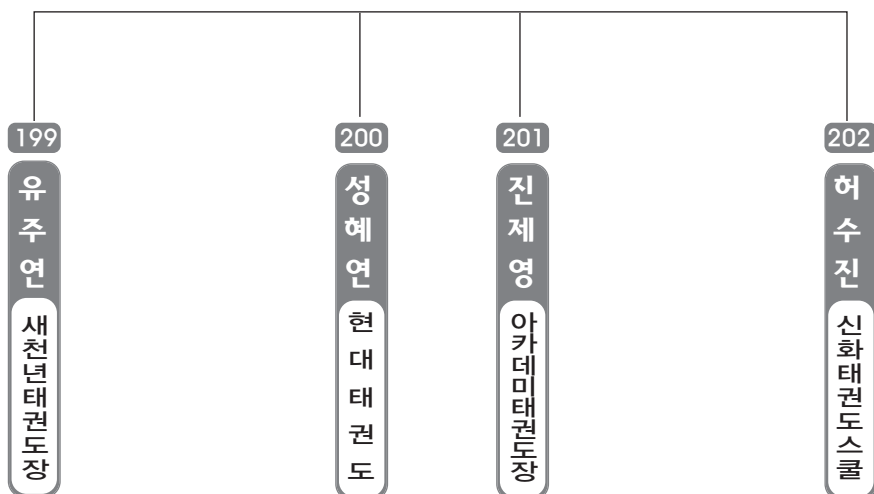 199
유주연
새천년태권도장
200
성혜연
현대태권도
201
진제영
아카데미태권도장
202
허수진
신화태권도스쿨